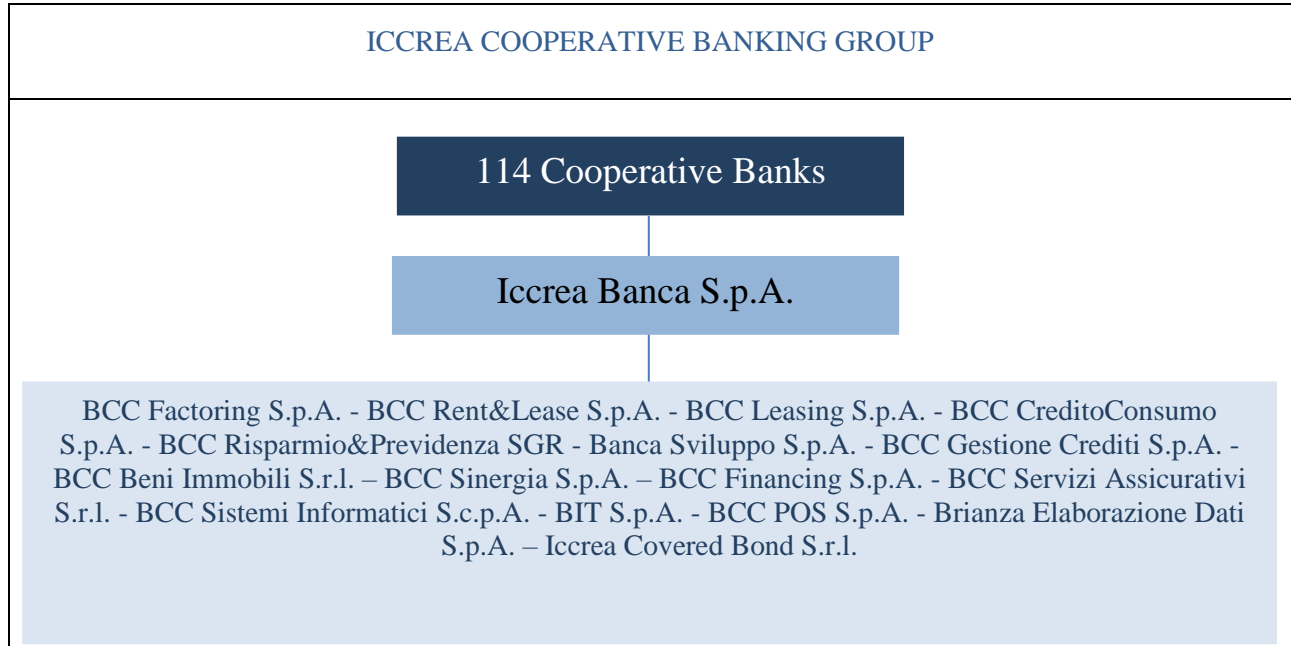 ICCREA COOPERATIVE BANKING GROUP
114 Cooperative Banks
Iccrea Banca S.p.A.
BCC Factoring S.p.A. - BCC Rent&Lease S.p.A. - BCC Leasing S.p.A. - BCC CreditoConsumo
S.p.A. - BCC Risparmio&Previdenza SGR - Banca Sviluppo S.p.A. - BCC Gestione Crediti S.p.A. -
BCC Beni Immobili S.r.l. – BCC Sinergia S.p.A. – BCC Financing S.p.A. - BCC Servizi Assicurativi
S.r.l. - BCC Sistemi Informatici S.c.p.A. - BIT S.p.A. - BCC POS S.p.A. - Brianza Elaborazione Dati
S.p.A. – Iccrea Covered Bond S.r.l.